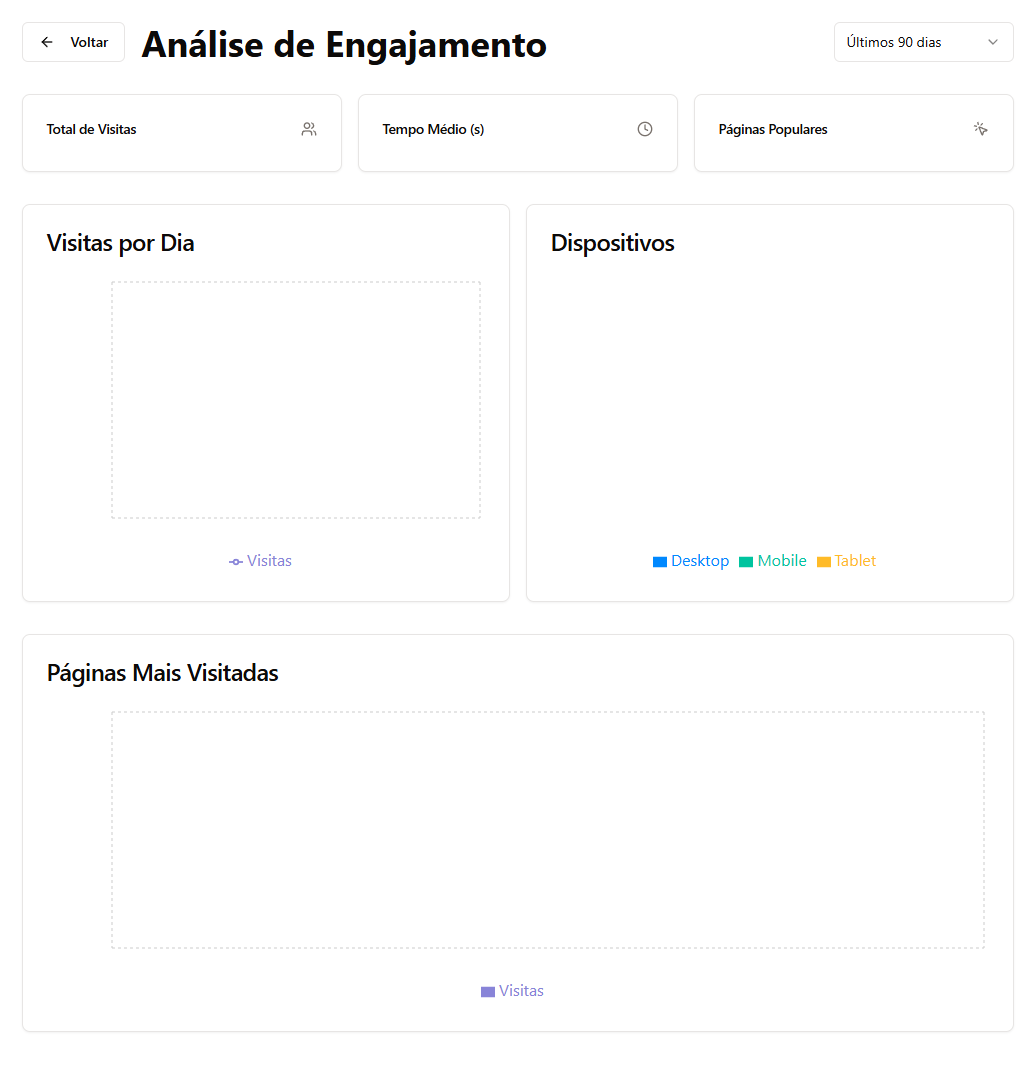 Voltar
Análise de Engajamento
Últimos 90 dias
Total de Visitas
Tempo Médio (s)
Páginas Populares
Visitas por Dia
Dispositivos
Visitas
Desktop Mobile Tablet
Páginas Mais Visitadas
Visitas